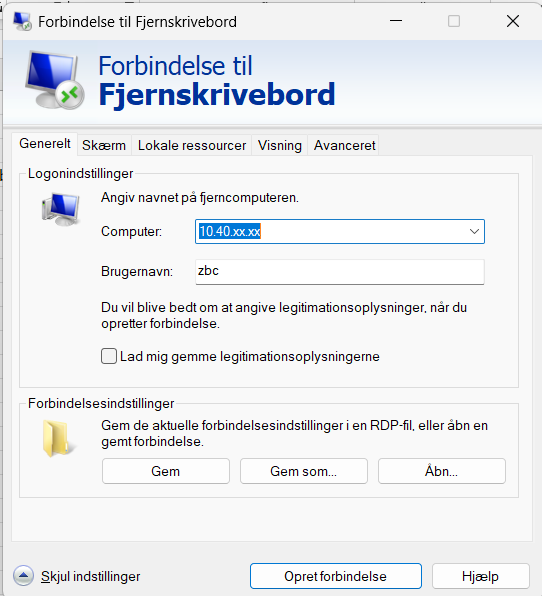 Forbindelse til Fjernskrivebord
Forbindelse til
Fjernskrivebord
Generelt
Skærm
Lokale ressourcer
Visning
Avanceret
Logonindstillinger
Angiv navnet på fjerncomputeren.
Computer:
10.40.xx.xx
Brugernavn:
zbc
Du vil blive bedt om at angive legitimationsoplysninger, når du
opretter forbindelse.
Lad mig gemme legitimationsoplysningerne
Forbindelsesindstillinger
Gem de aktuelle forbindelsesindstillinger i en RDP-fil, eller åbn en
gemt forbindelse.
Gem
Gem som...
Åbn...
Skjul indstillinger
Opret forbindelse
Hjælp